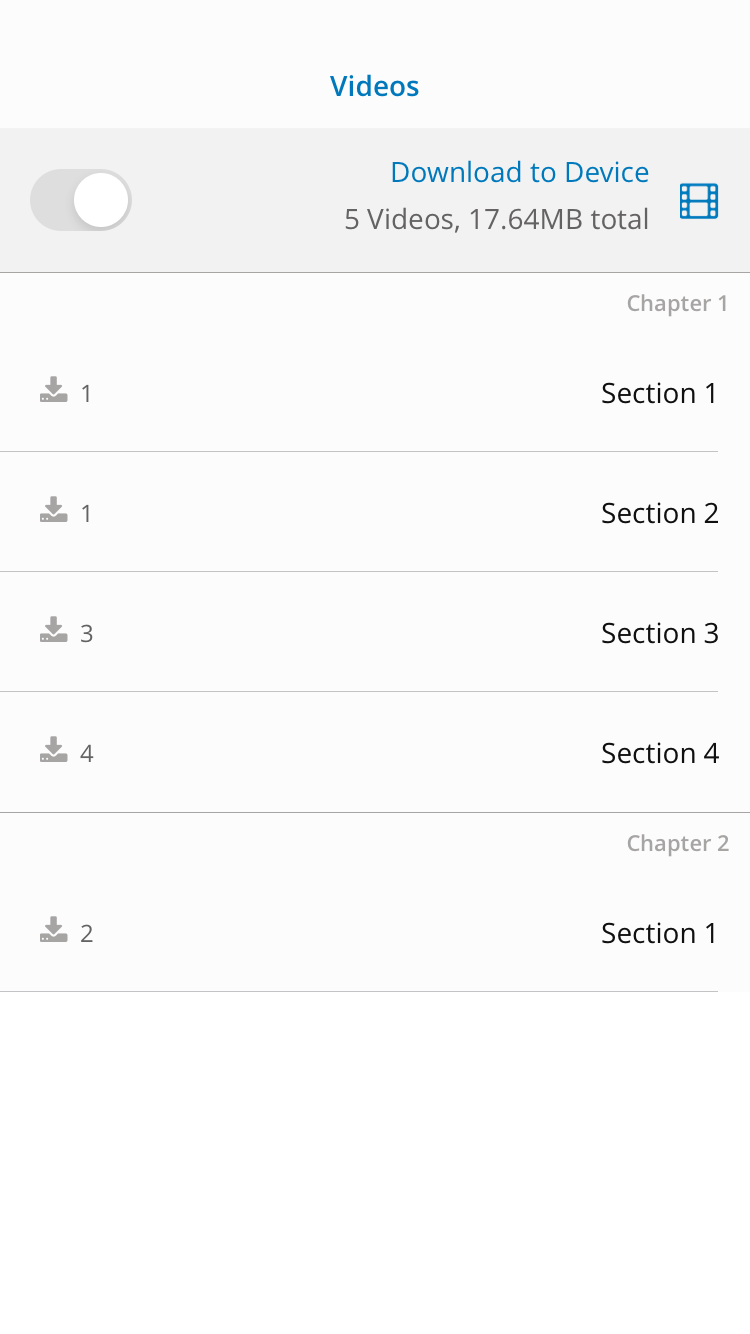 Videos
Download to Device
5 Videos, 17.64MB total
Chapter 1
Section 1
1
Section 2
1
Section 3
3
Section 4
4
Chapter 2
Section 1
2